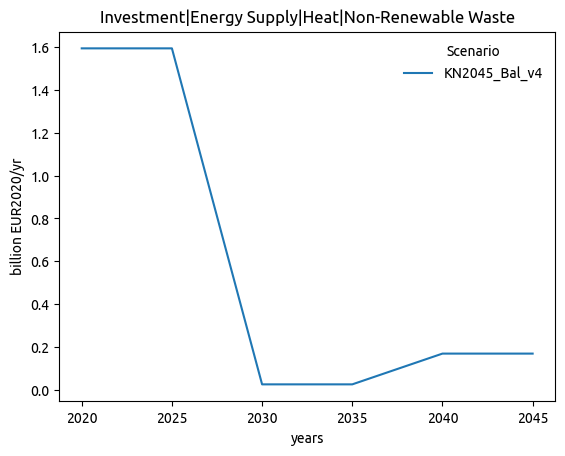 Investment|Energy Supply|Heat|Non-Renewable Waste
Scenario
KN2045_Bal_v4
billion EUR2020/yr
1.6
1.4
1.2
1.0
0.8
0.6
0.4
0.2
0.0
2020 2025 2030 2035 2040 2045
years